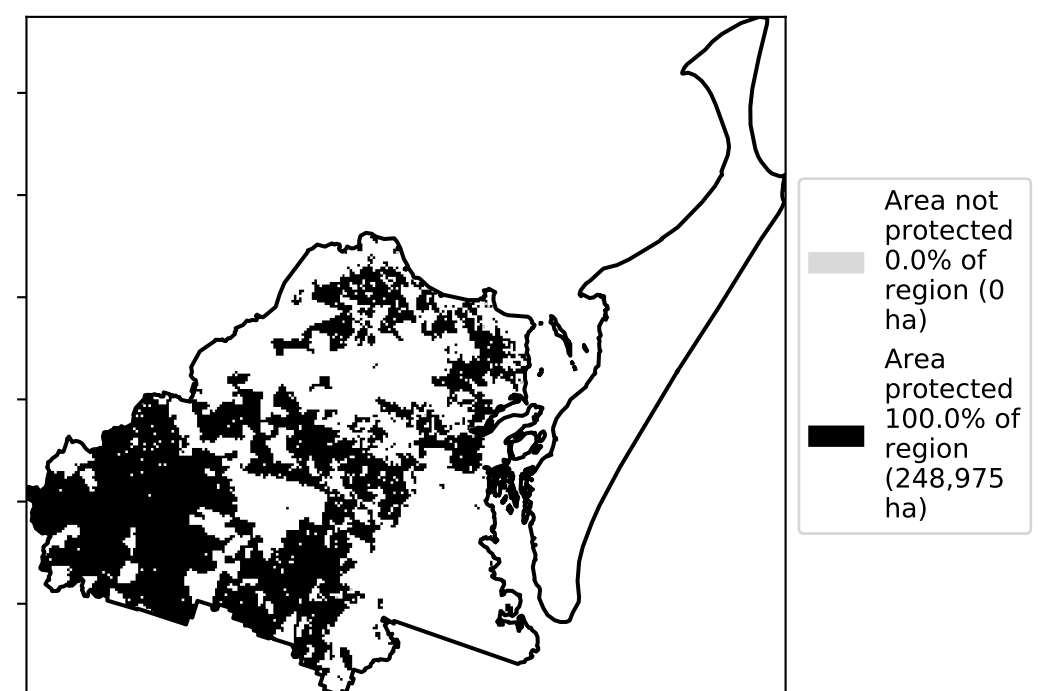 Area not
protected
0.0% of
region (0
ha)
Area
protected
100.0% of
region
(248,975
ha)